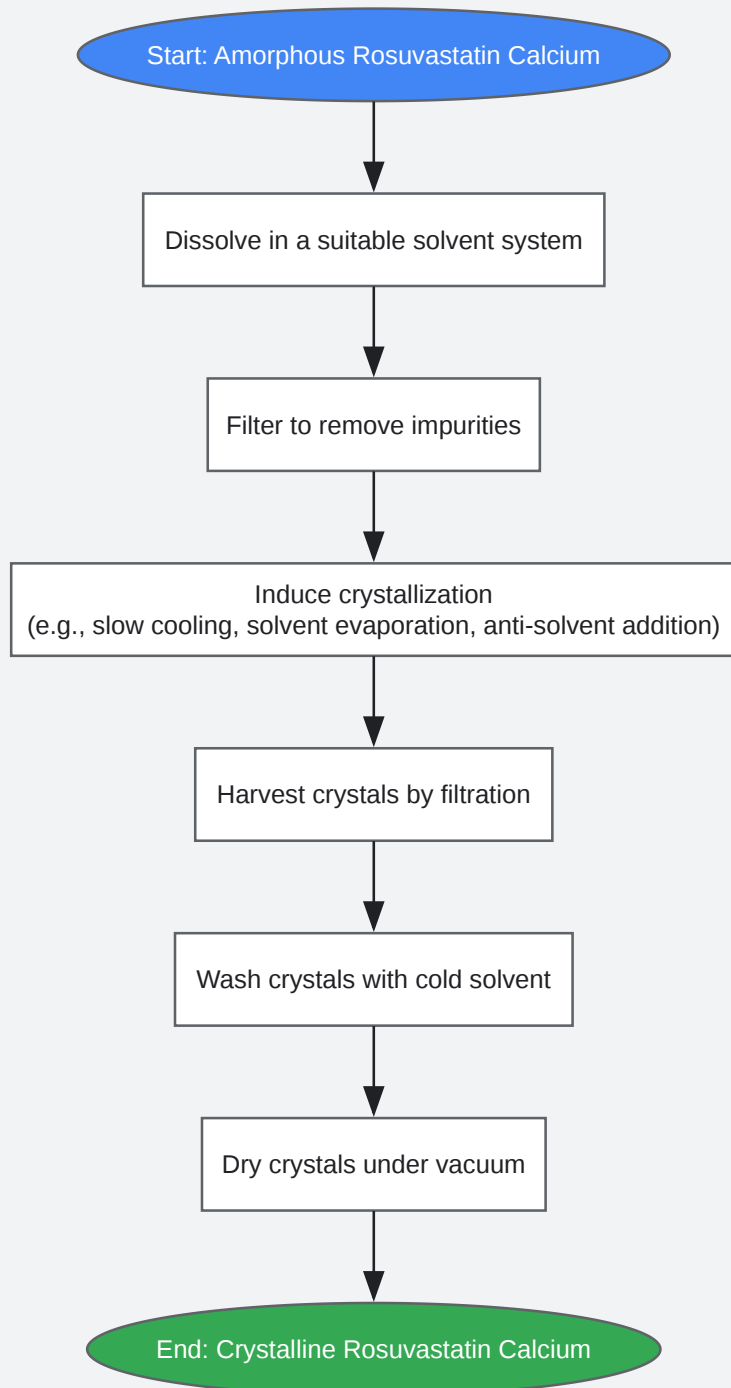 Start: Amorphous Rosuvastatin Calcium
Dissolve in a suitable solvent system
Filter to remove impurities
Induce crystallization
(e.g., slow cooling, solvent evaporation, anti-solvent addition)
Harvest crystals by filtration
Wash crystals with cold solvent
Dry crystals under vacuum
End: Crystalline Rosuvastatin Calcium